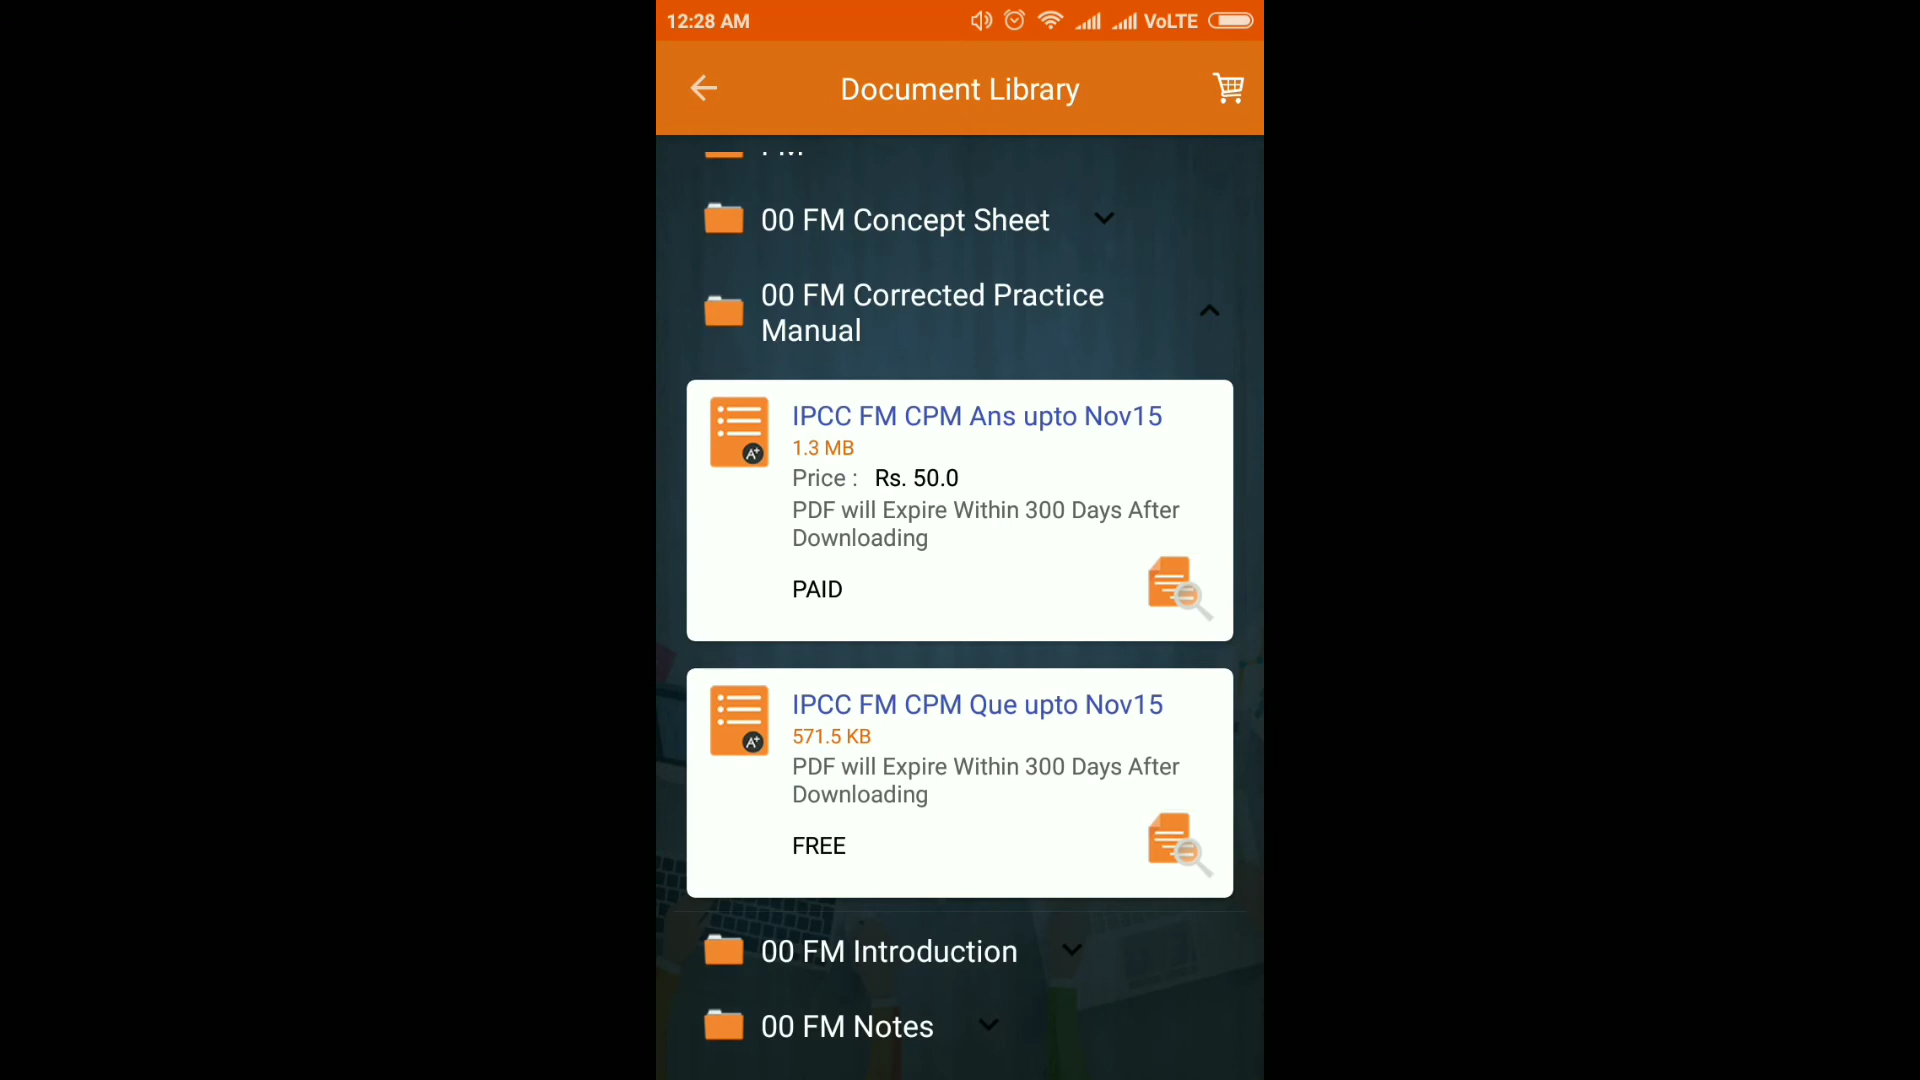 12:28 AM
VoLTE
Document Library
FM
00 FM Concept Sheet
00 FM Corrected Practice
Manual
IPCC FM CPM Ans upto Nov15
1.3 MB
Price : Rs. 50.0
PDF will Expire Within 300 Days After
Downloading
PAID
IPCC FM CPM Que upto Nov15
571.5 KB
PDF will Expire Within 300 Days After
Downloading
FREE
00 FM Introduction
00 FM Notes